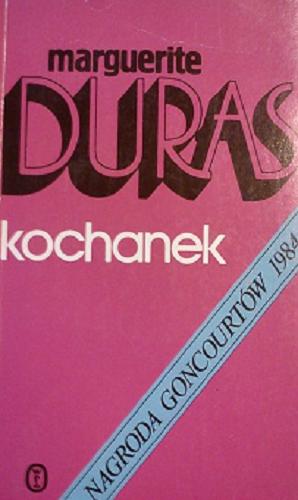 marguerite
DURAS
kochanek
NAGRODA GONCOURTÓW 1984